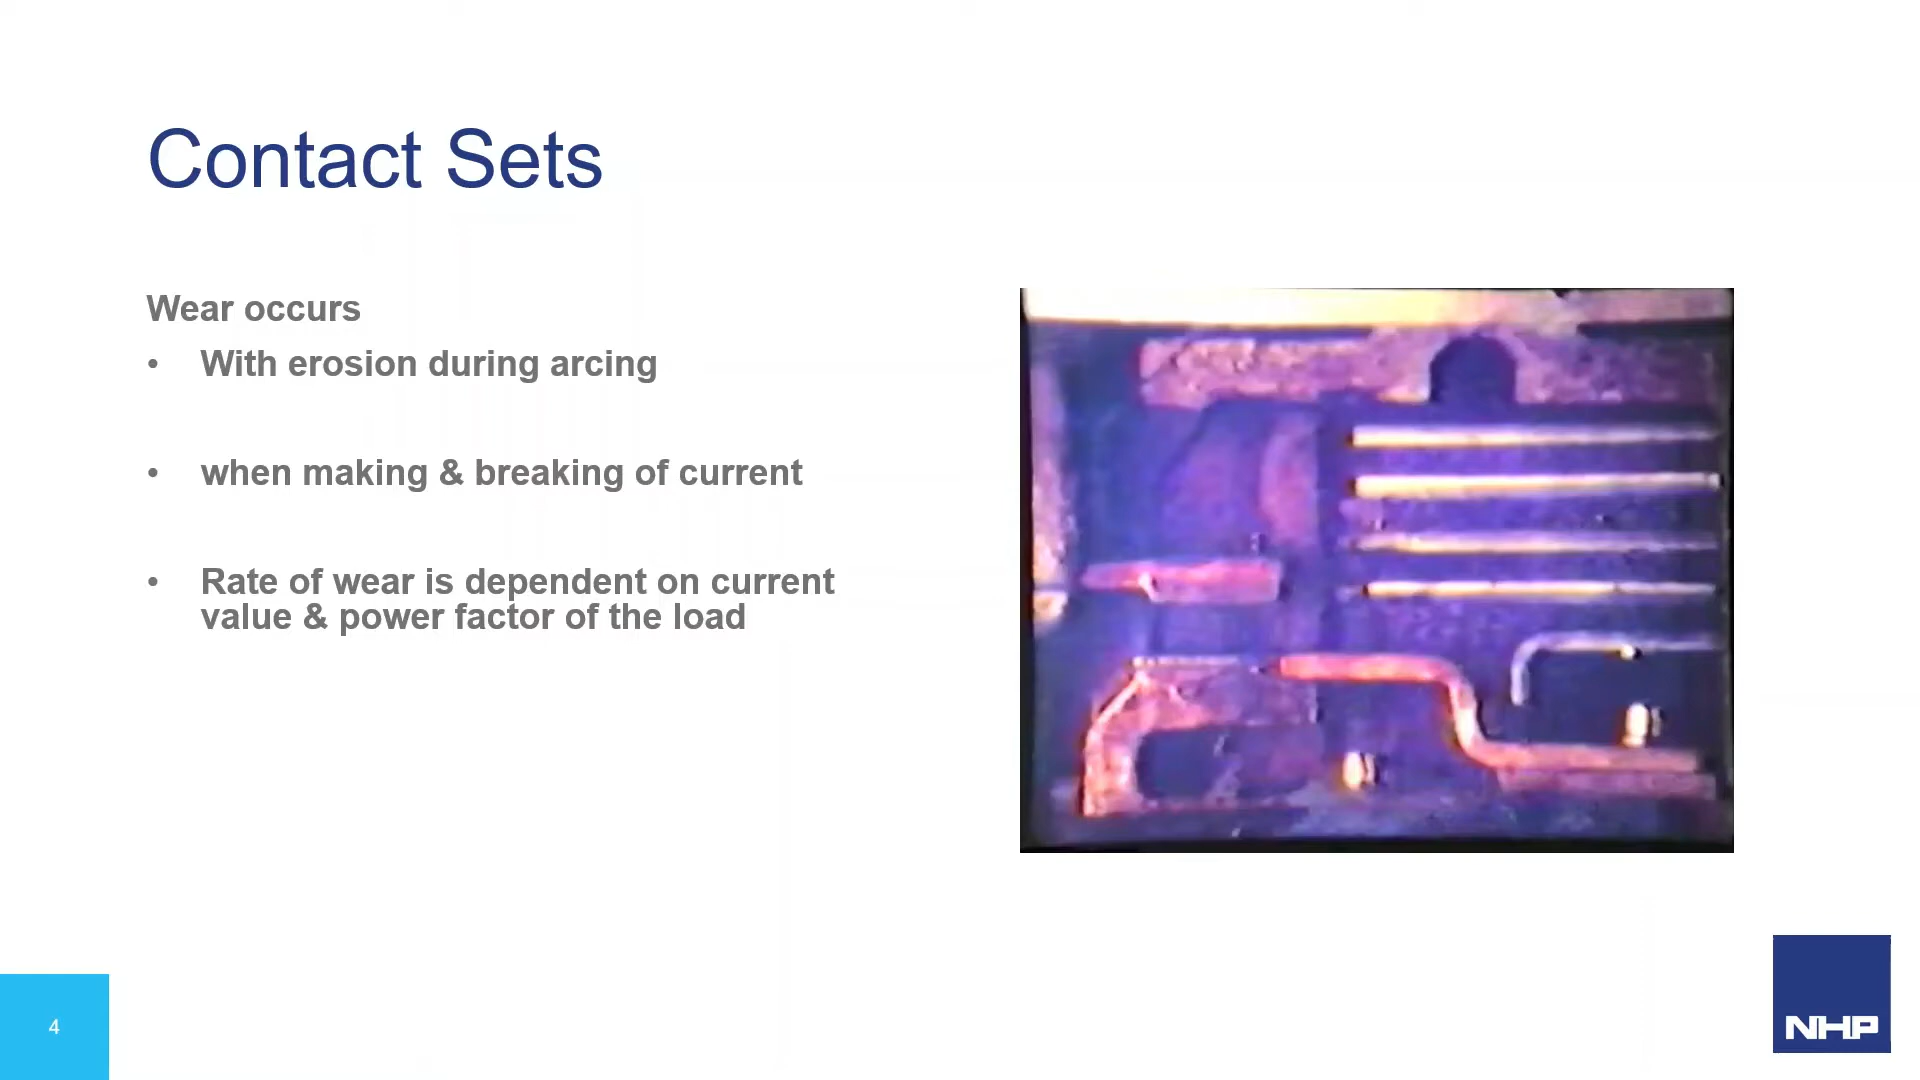 Contact Sets
Wear occurs
• With erosion during arcing
• when making & breaking of current
• Rate of wear is dependent on current
value & power factor of the load
4
NHP